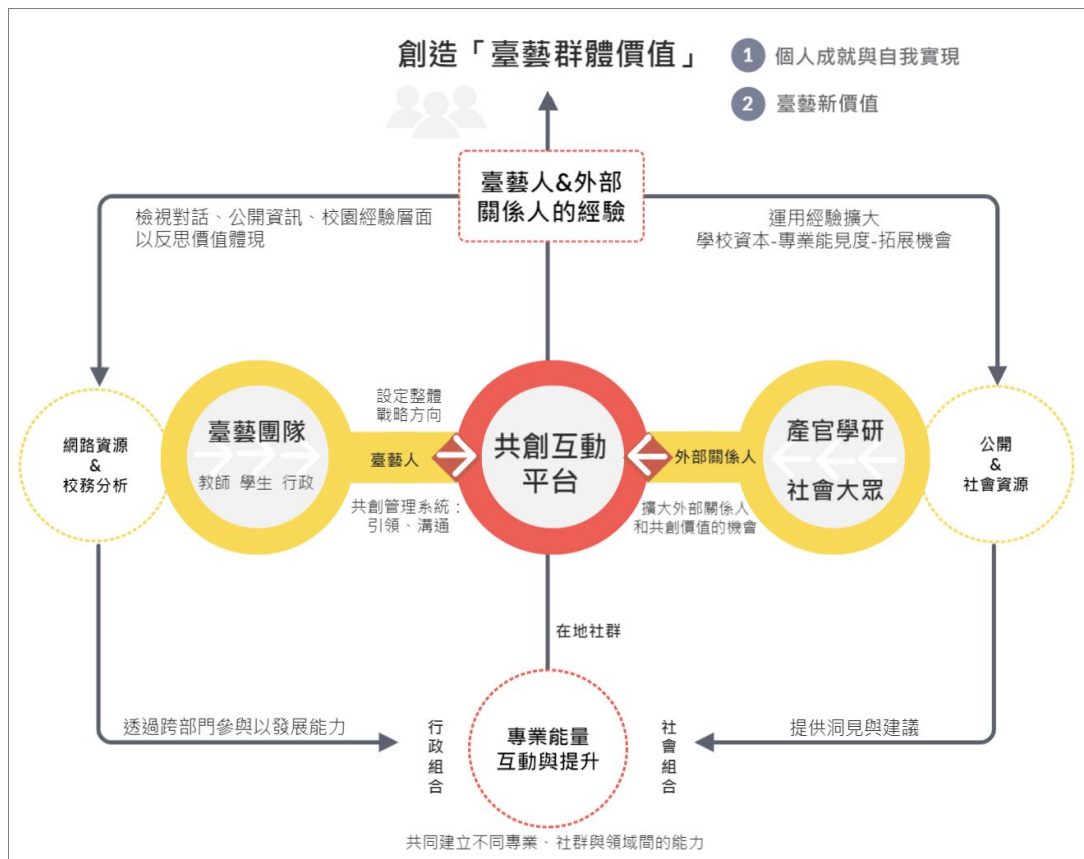 創造「臺藝群體價值」
1 個人成就與自我實現
2 臺藝新價值
臺藝人&外部
關係人的經驗
檢視對話、公開資訊、校園經驗層面
以反思價值體現
運用經驗擴大
學校資本-專業能見度-拓展機會
網路資源
&
校務分析
臺藝團隊
教師 學生 行政
設定整體
戰略方向
臺藝人
共創管理系統：
引領、溝通
共創互動
平台
外部關係人
擴大外部關係人
和共創價值的機會
產官學研
社會大眾
公開
&
社會資源
在地社群
透過跨部門參與以發展能力
行政組合
專業能量
互動與提升
社會組合
提供洞見與建議
共同建立不同專業、社群與領域間的能力